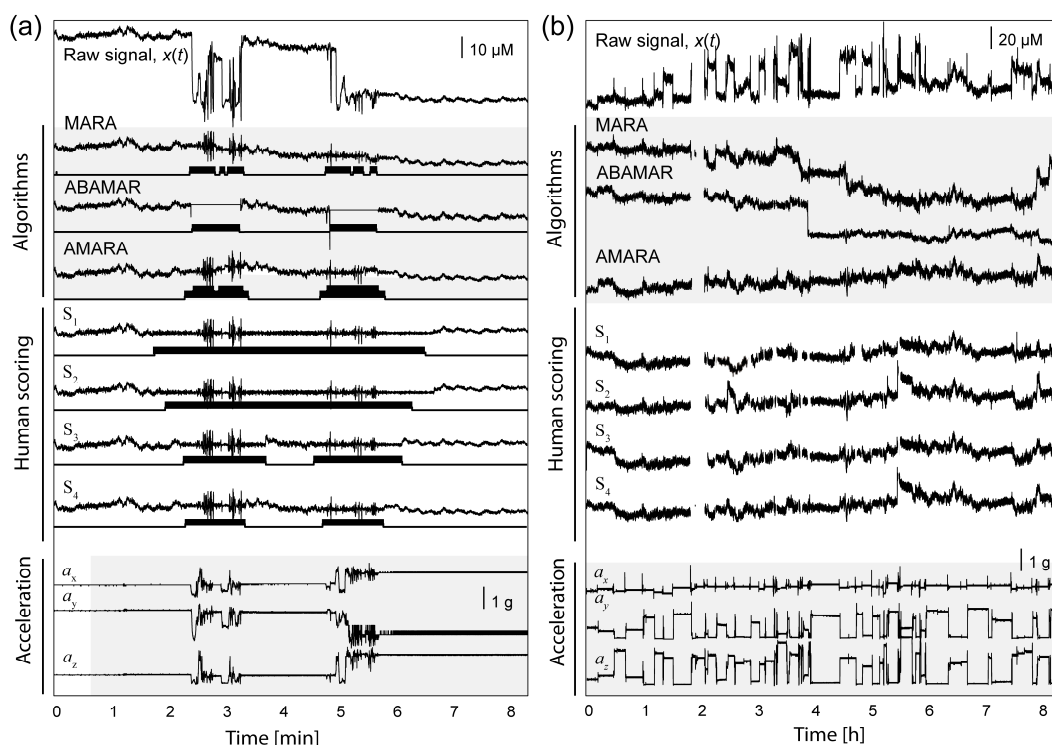 (a)
Raw signal, x(t)
10 µM
MARA
ABAMAR
AMARA
Algorithms
S1
S2
S3
S4
Human scoring
ax
ay
az
1 g
Acceleration
0 1 2 3 4 5 6 7 8
Time [min]
(b)
Raw signal, x(t)
20 µM
MARA
ABAMAR
AMARA
Algorithms
S1
S2
S3
S4
Human scoring
1 g
ax
ay
az
Acceleration
0 1 2 3 4 5 6 7 8
Time [h]